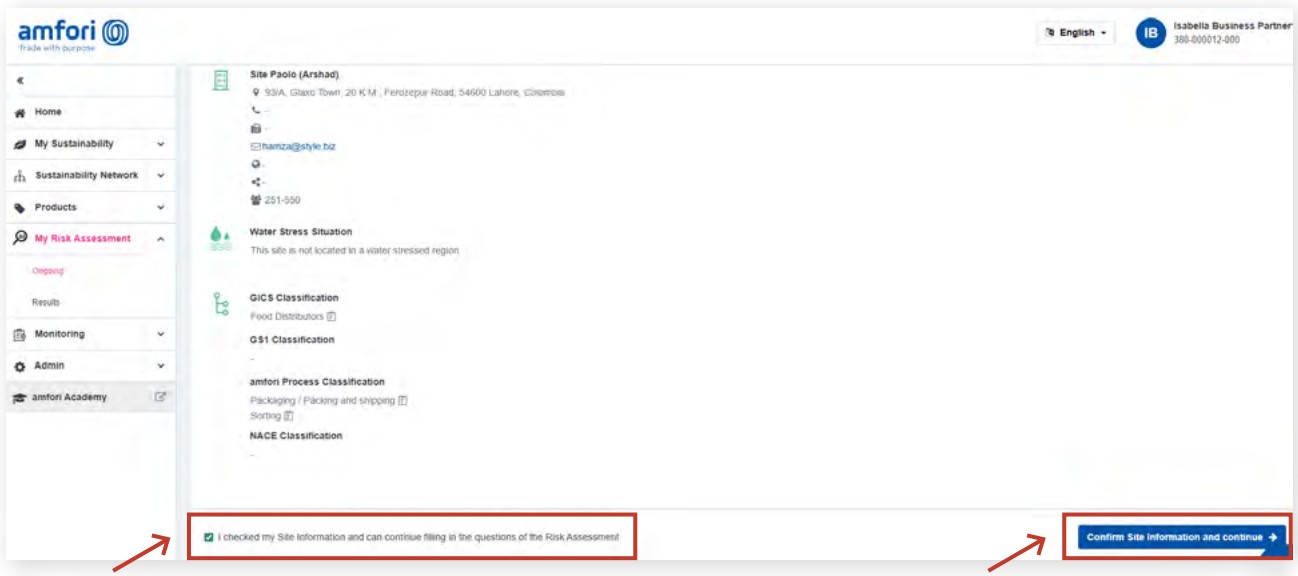 amfori
Trade with purpose
English
IB
Isabella Business Partner
380-000012-000
«
Home
My Sustainability
Sustainability Network
Products
My Risk Assessment
Ongoing
Results
Monitoring
Admin
amfori Academy
Site Paolo (Arshad)
93/A, Glaxo Town, 20 K.M., Ferozepur Road, 54600 Lahore, Colombia
-
-
hamza@style.biz
-
-
251-550
Water Stress Situation
This site is not located in a water stressed region
GICS Classification
Food Distributors
GS1 Classification
-
amfori Process Classification
Packaging / Packing and shipping
Sorting
NACE Classification
-
I checked my Site Information and can continue filling in the questions of the Risk Assessment
Confirm Site Information and continue →